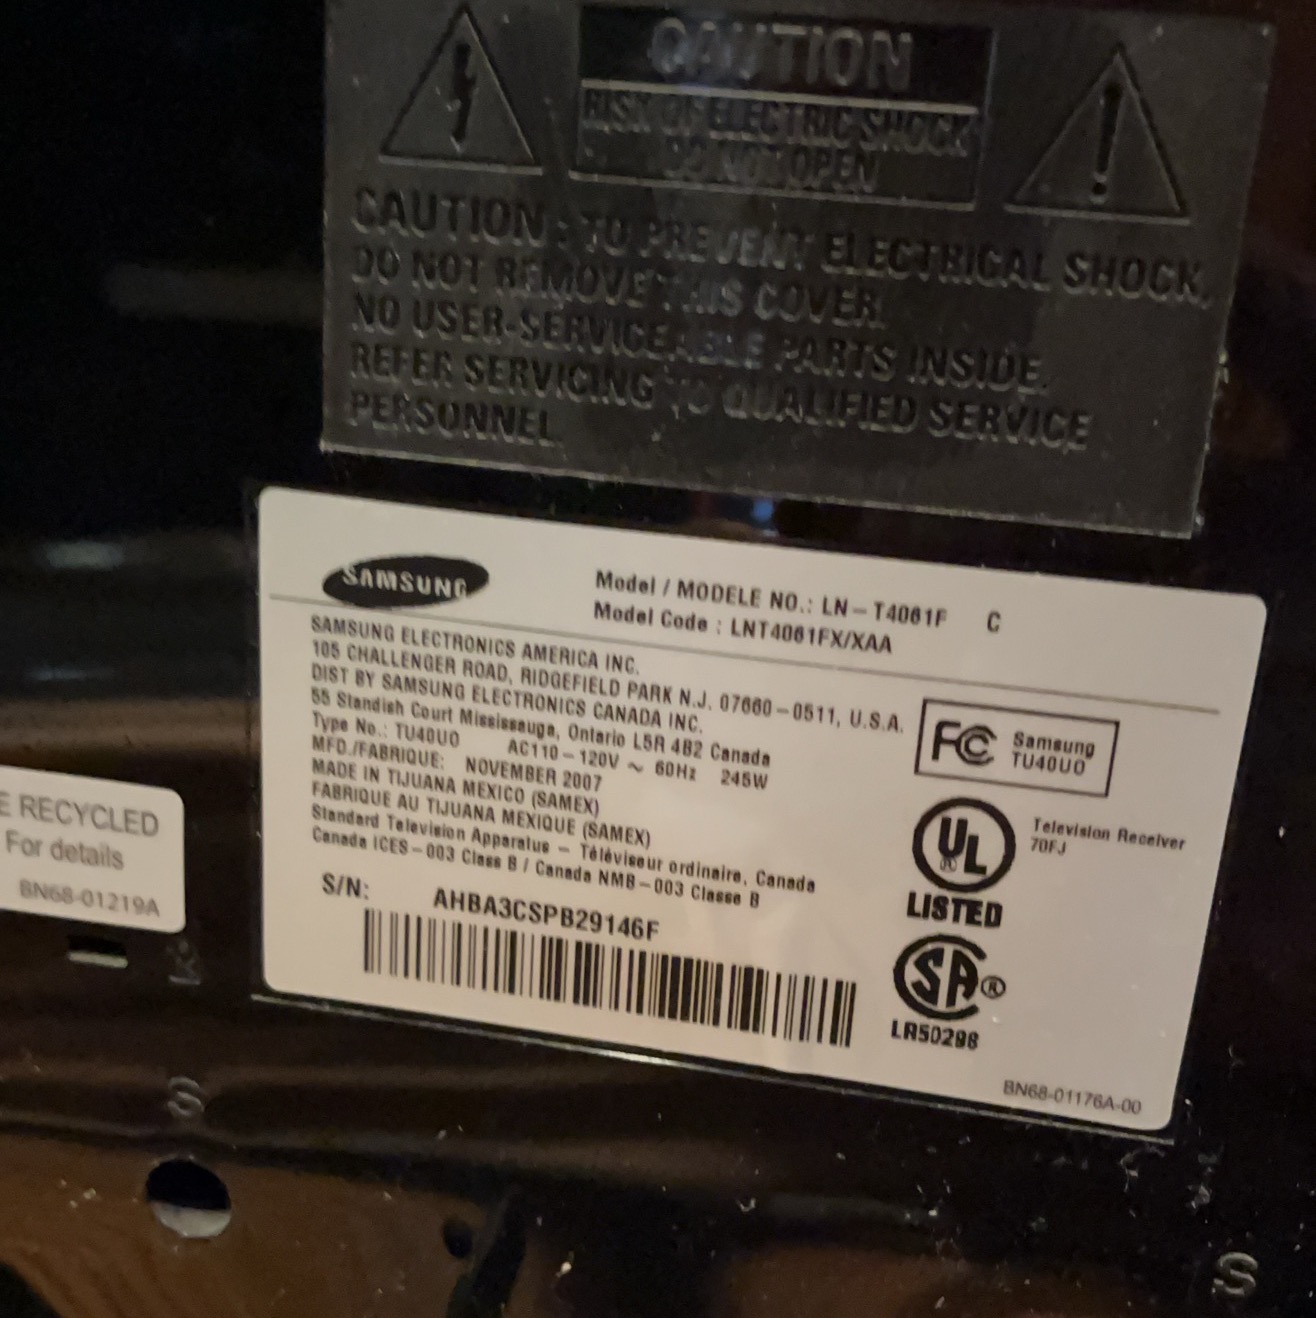 CAUTION
RISK OF ELECTRIC SHOCK
DO NOT OPEN
CAUTION : TO PREVENT ELECTRICAL SHOCK,
DO NOT REMOVE THIS COVER.
NO USER-SERVICEABLE PARTS INSIDE.
REFER SERVICING TO QUALIFIED SERVICE
PERSONNEL.
SAMSUNG
Model / MODELE NO.: LN-T4061F C
Model Code : LNT4061FX/XAA
SAMSUNG ELECTRONICS AMERICA INC.
105 CHALLENGER ROAD, RIDGEFIELD PARK N.J. 07660-0511, U.S.A.
DIST BY SAMSUNG ELECTRONICS CANADA INC.
55 Standish Court Mississauga, Ontario L5R 4B2 Canada
Type No.: TU40UO AC110-120V ~ 60Hz 245W
MFD./FABRIQUE: NOVEMBER 2007
MADE IN TIJUANA MEXICO (SAMEX)
FABRIQUE AU TIJUANA MEXIQUE (SAMEX)
Standard Television Apparatus - Téléviseur ordinaire, Canada
Canada ICES-003 Class B / Canada NMB-003 Classe B
S/N: AHBA3CSPB29146F
FC Samsung
TU40UO
UL ® Television Receiver
70FJ
LISTED
SA ®
LR50298
BN68-01176A-00
E RECYCLED
For details
BN68-01219A
S
S